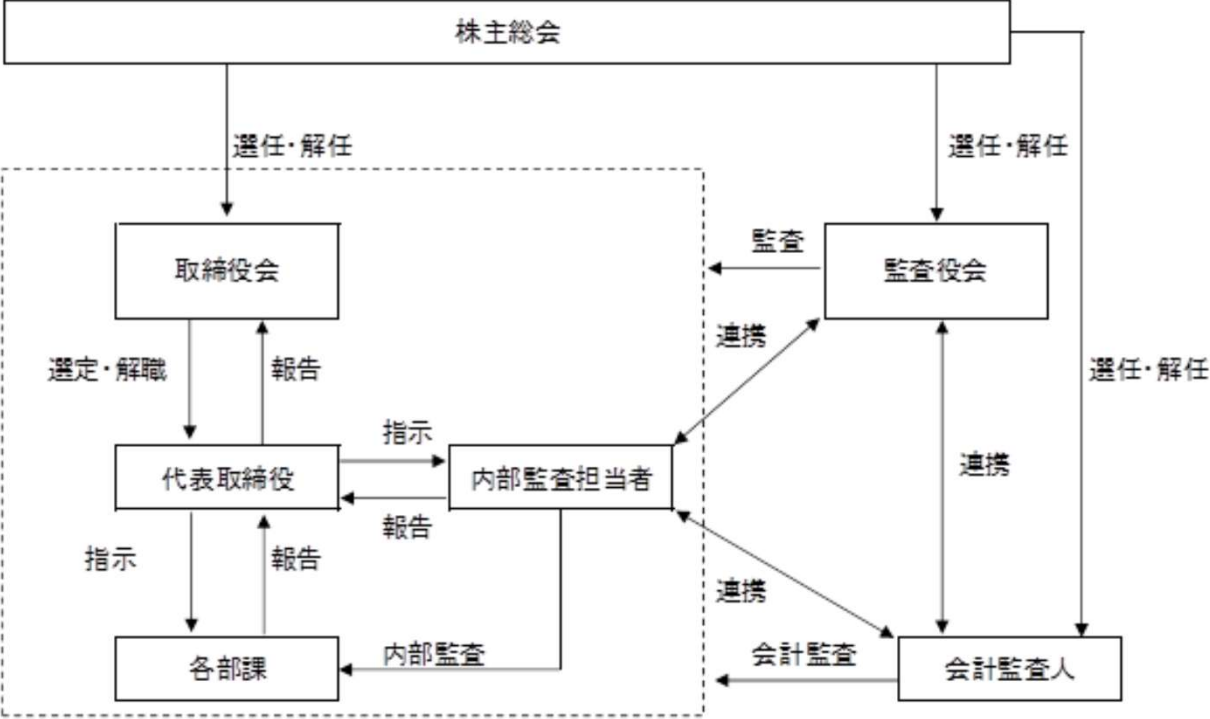 株主総会
選任・解任
選任・解任
監査
取締役会
監査役会
連携
選定・解職
報告
選任・解任
指示
連携
代表取締役
内部監査担当者
報告
指示
報告
連携
内部監査
会計監査
各部課
会計監査人